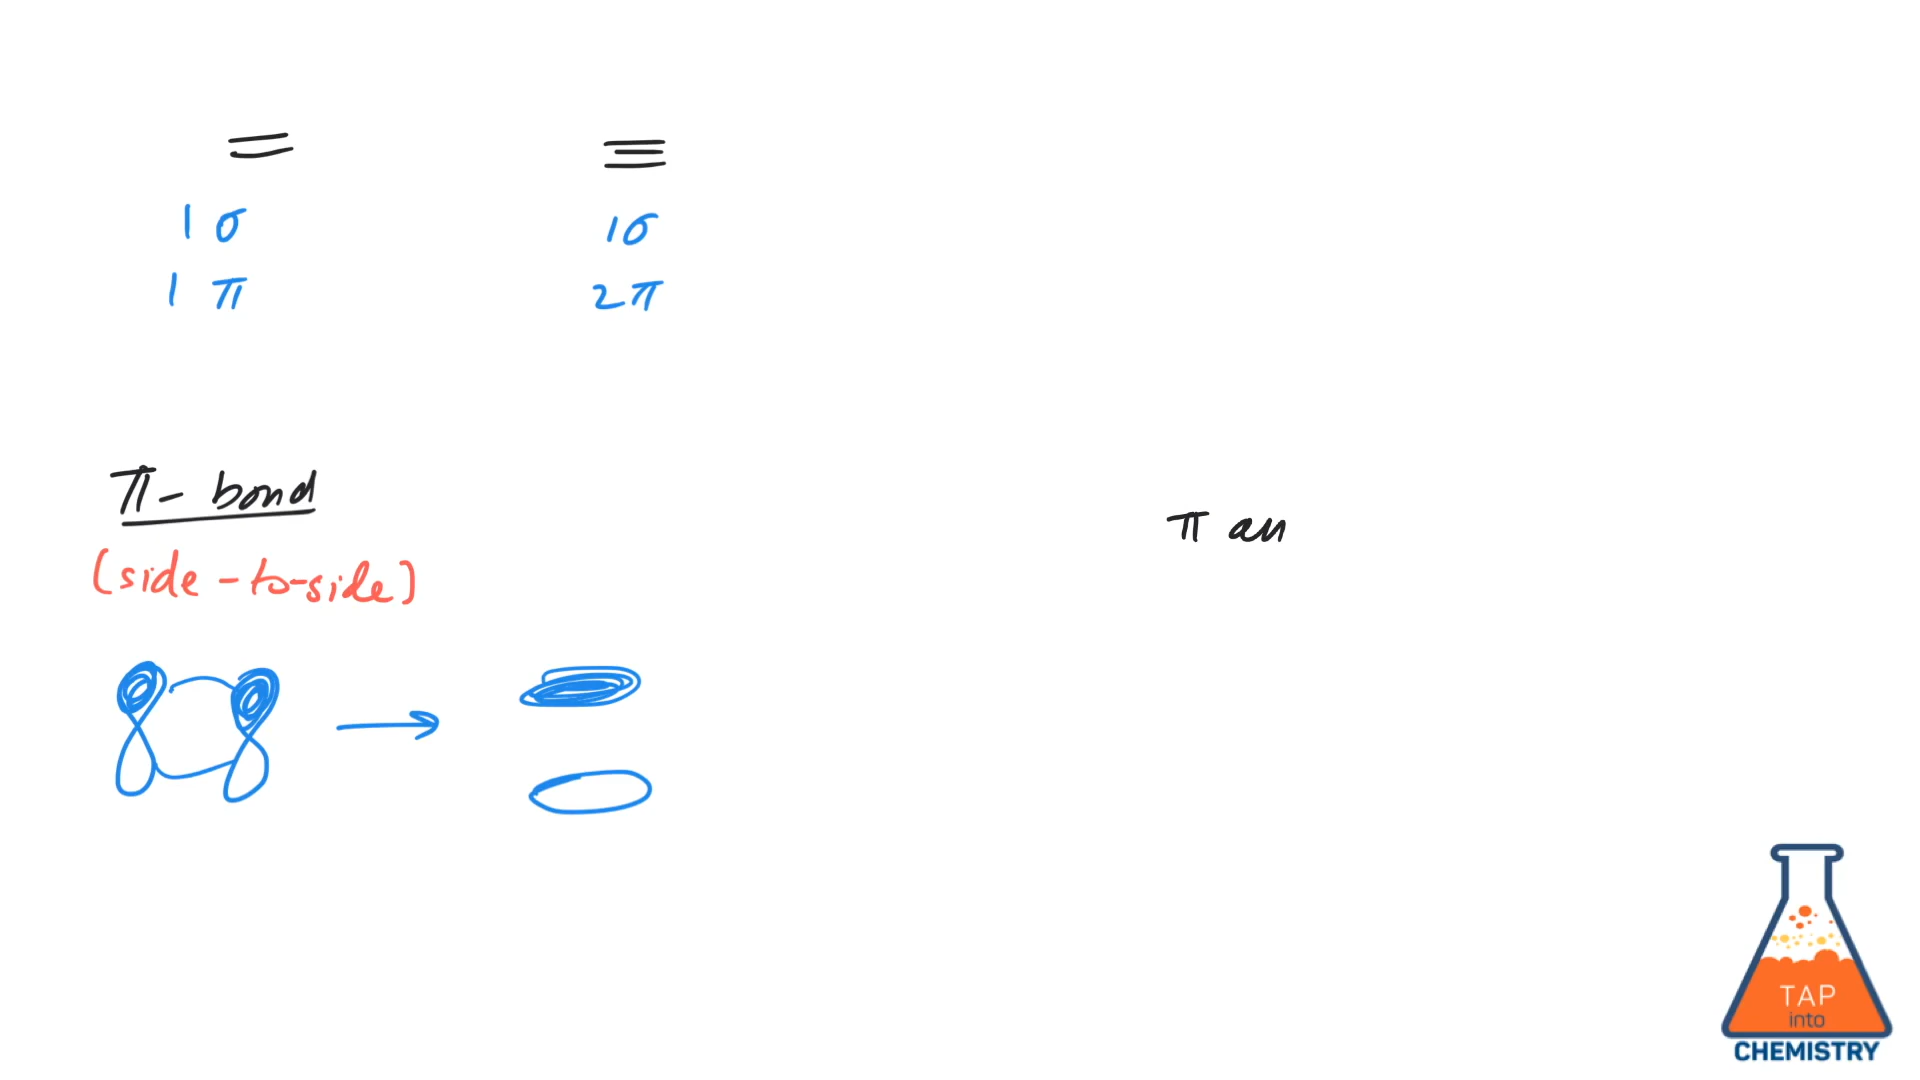 1 σ
1 π
1σ
2π
π- bond
(side-to-side)
π an
TAP
into
CHEMISTRY